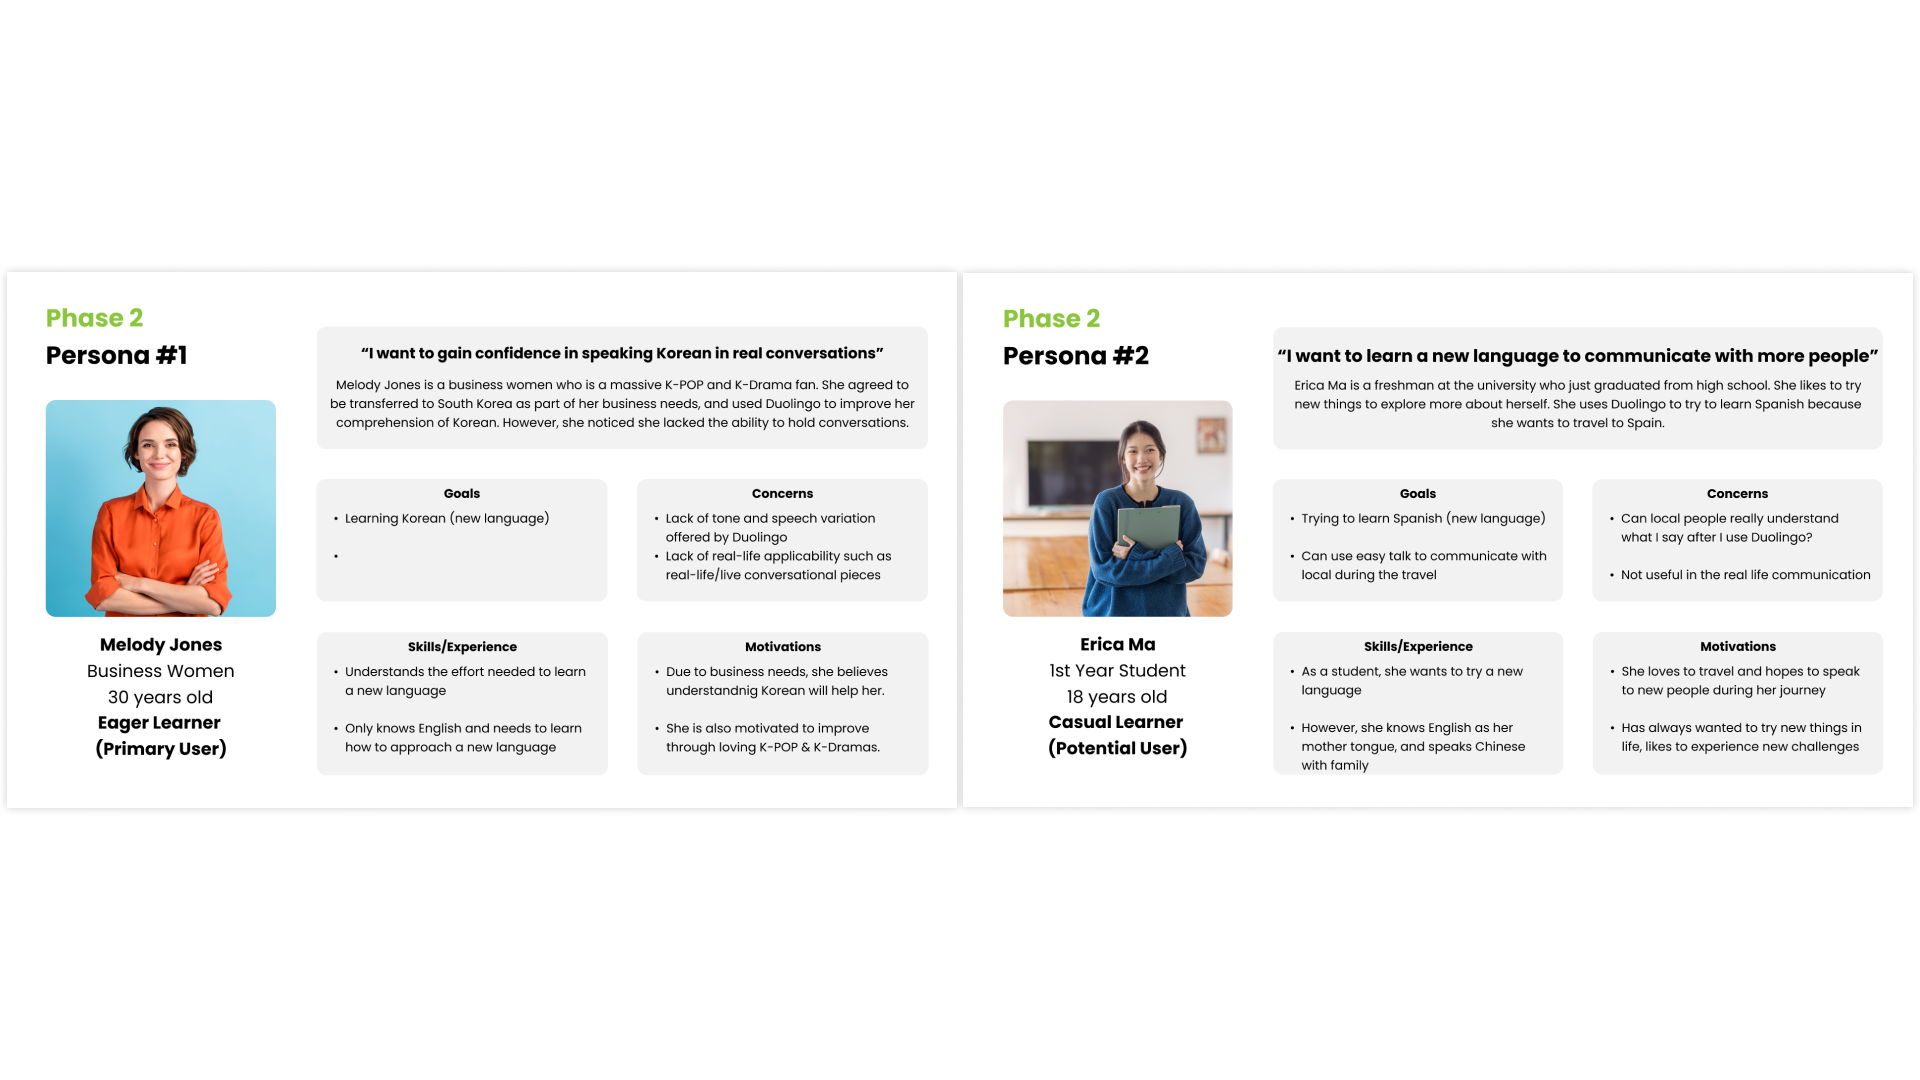 Phase 2
Persona #1
“I want to gain confidence in speaking Korean in real conversations”
Melody Jones is a business women who is a massive K-POP and K-Drama fan. She agreed to
be transferred to South Korea as part of her business needs, and used Duolingo to improve her
comprehension of Korean. However, she noticed she lacked the ability to hold conversations.
Goals
• Learning Korean (new language)
•
Concerns
• Lack of tone and speech variation
offered by Duolingo
• Lack of real-life applicability such as
real-life/live conversational pieces
Melody Jones
Business Women
30 years old
Eager Learner
(Primary User)
Skills/Experience
• Understands the effort needed to learn
a new language
• Only knows English and needs to learn
how to approach a new language
Motivations
• Due to business needs, she believes
understandnig Korean will help her.
• She is also motivated to improve
through loving K-POP & K-Dramas.
Phase 2
Persona #2
“I want to learn a new language to communicate with more people”
Erica Ma is a freshman at the university who just graduated from high school. She likes to try
new things to explore more about herself. She uses Duolingo to try to learn Spanish because
she wants to travel to Spain.
Goals
• Trying to learn Spanish (new language)
• Can use easy talk to communicate with
local during the travel
Concerns
• Can local people really understand
what I say after I use Duolingo?
• Not useful in the real life communication
Erica Ma
1st Year Student
18 years old
Casual Learner
(Potential User)
Skills/Experience
• As a student, she wants to try a new
language
• However, she knows English as her
mother tongue, and speaks Chinese
with family
Motivations
• She loves to travel and hopes to speak
to new people during her journey
• Has always wanted to try new things in
life, likes to experience new challenges